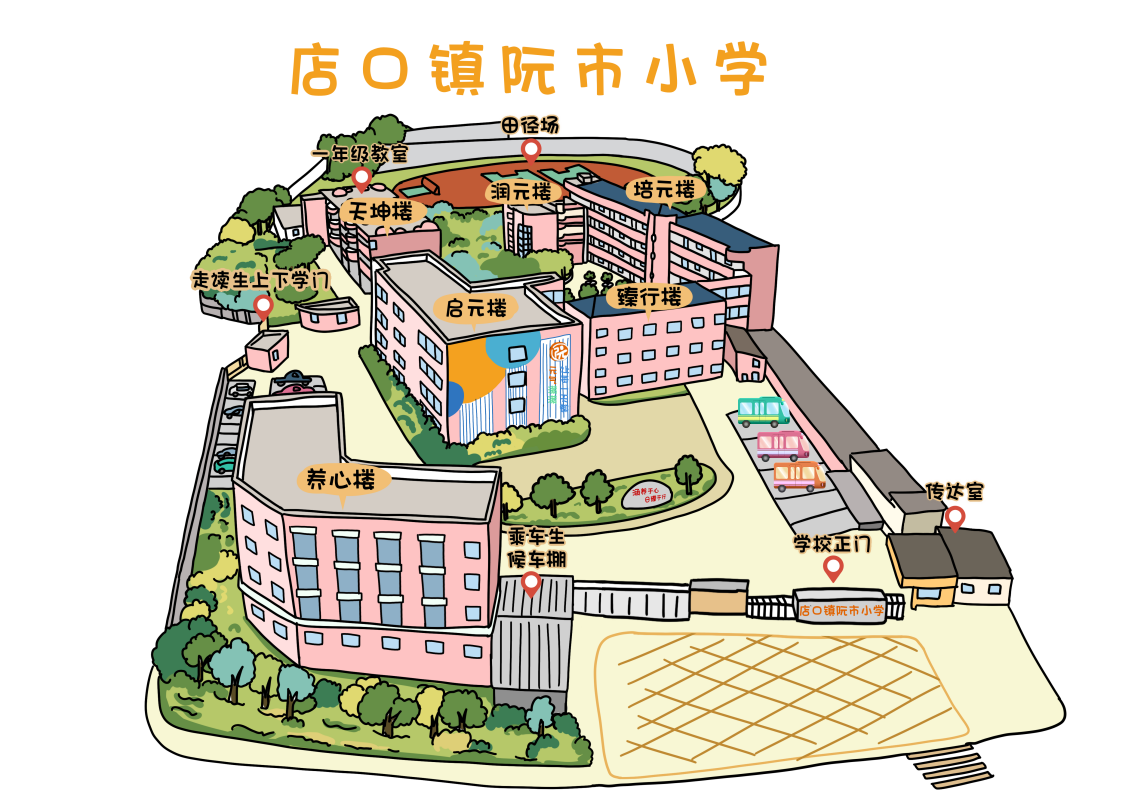 店口镇阮市小学
田径场
一年级教室
润元楼
培元楼
天坤楼
走读生上下学门
启元楼
臻行楼
养心楼
传达室
乘车生
候车棚
学校正门
店口镇阮市小学